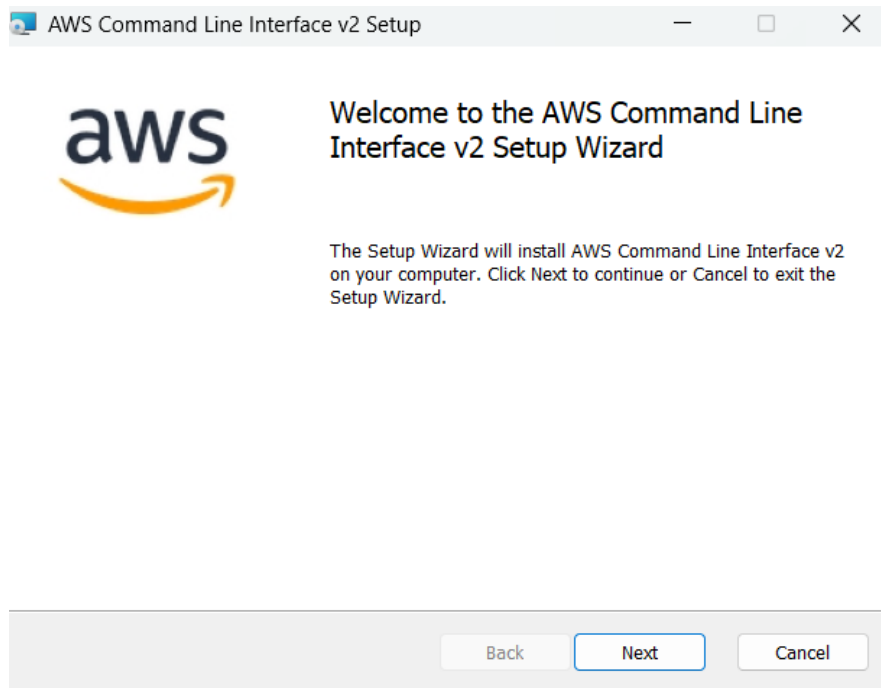 AWS Command Line Interface v2 Setup
aws
Welcome to the AWS Command Line
Interface v2 Setup Wizard
The Setup Wizard will install AWS Command Line Interface v2
on your computer. Click Next to continue or Cancel to exit the
Setup Wizard.
Back
Next
Cancel